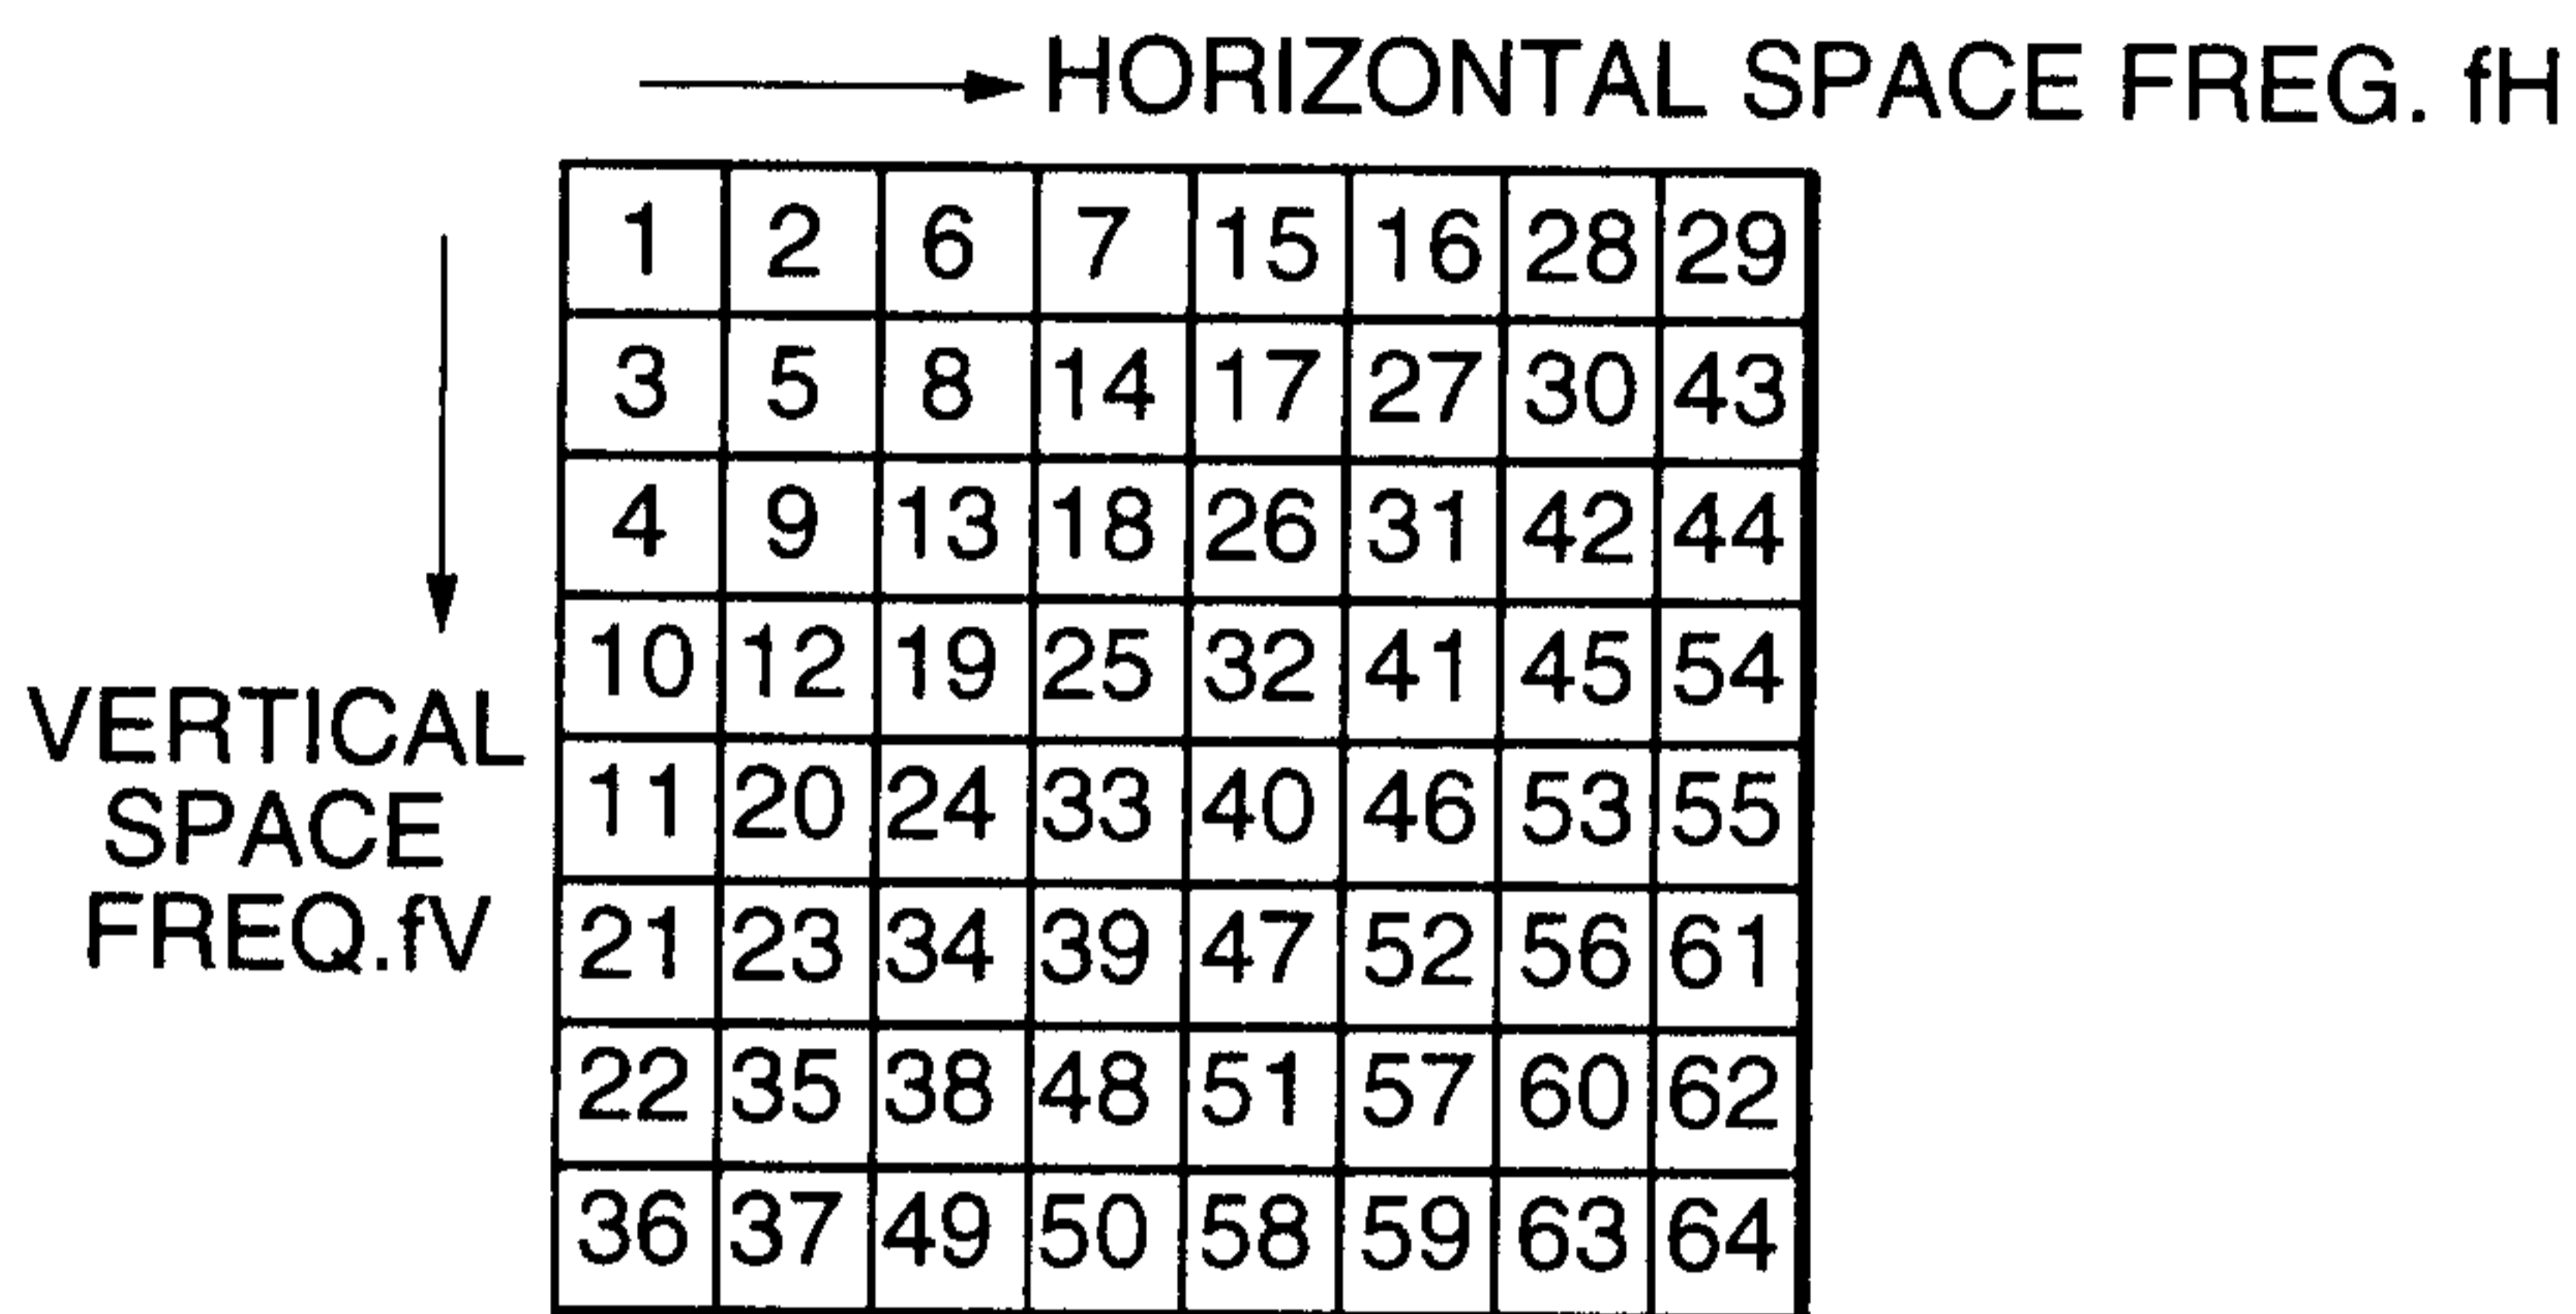 HORIZONTAL SPACE FREG. fH
1 2 6 7 15 16 28 29
3 5 8 14 17 27 30 43
4 9 13 18 26 31 42 44
10 12 19 25 32 41 45 54
11 20 24 33 40 46 53 55
21 23 34 39 47 52 56 61
22 35 38 48 51 57 60 62
36 37 49 50 58 59 63 64
VERTICAL
SPACE
FREQ.fV